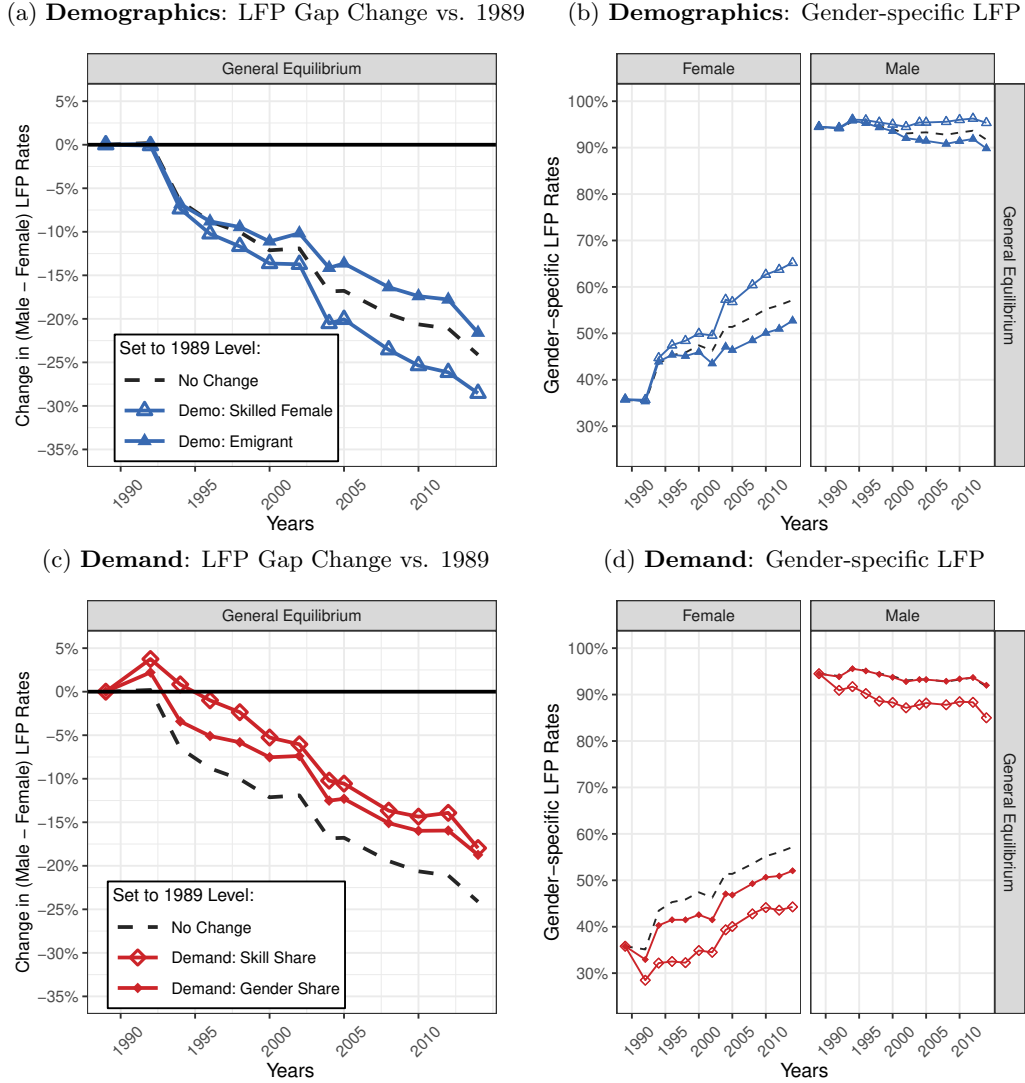 (a) Demographics: LFP Gap Change vs. 1989
General Equilibrium
Change in (Male − Female) LFP Rates
5%
0%
−5%
−10%
−15%
−20%
−25%
−30%
−35%
Set to 1989 Level:
No Change
Demo: Skilled Female
Demo: Emigrant
1990
1995
2000
2005
2010
Years
(b) Demographics: Gender-specific LFP
Female
Male
General Equilibrium
Gender−specific LFP Rates
100%
90%
80%
70%
60%
50%
40%
30%
1990
1995
2000
2005
2010
1990
1995
2000
2005
2010
Years
(c) Demand: LFP Gap Change vs. 1989
General Equilibrium
Change in (Male − Female) LFP Rates
5%
0%
−5%
−10%
−15%
−20%
−25%
−30%
−35%
Set to 1989 Level:
No Change
Demand: Skill Share
Demand: Gender Share
1990
1995
2000
2005
2010
Years
(d) Demand: Gender-specific LFP
Female
Male
General Equilibrium
Gender−specific LFP Rates
100%
90%
80%
70%
60%
50%
40%
30%
1990
1995
2000
2005
2010
1990
1995
2000
2005
2010
Years